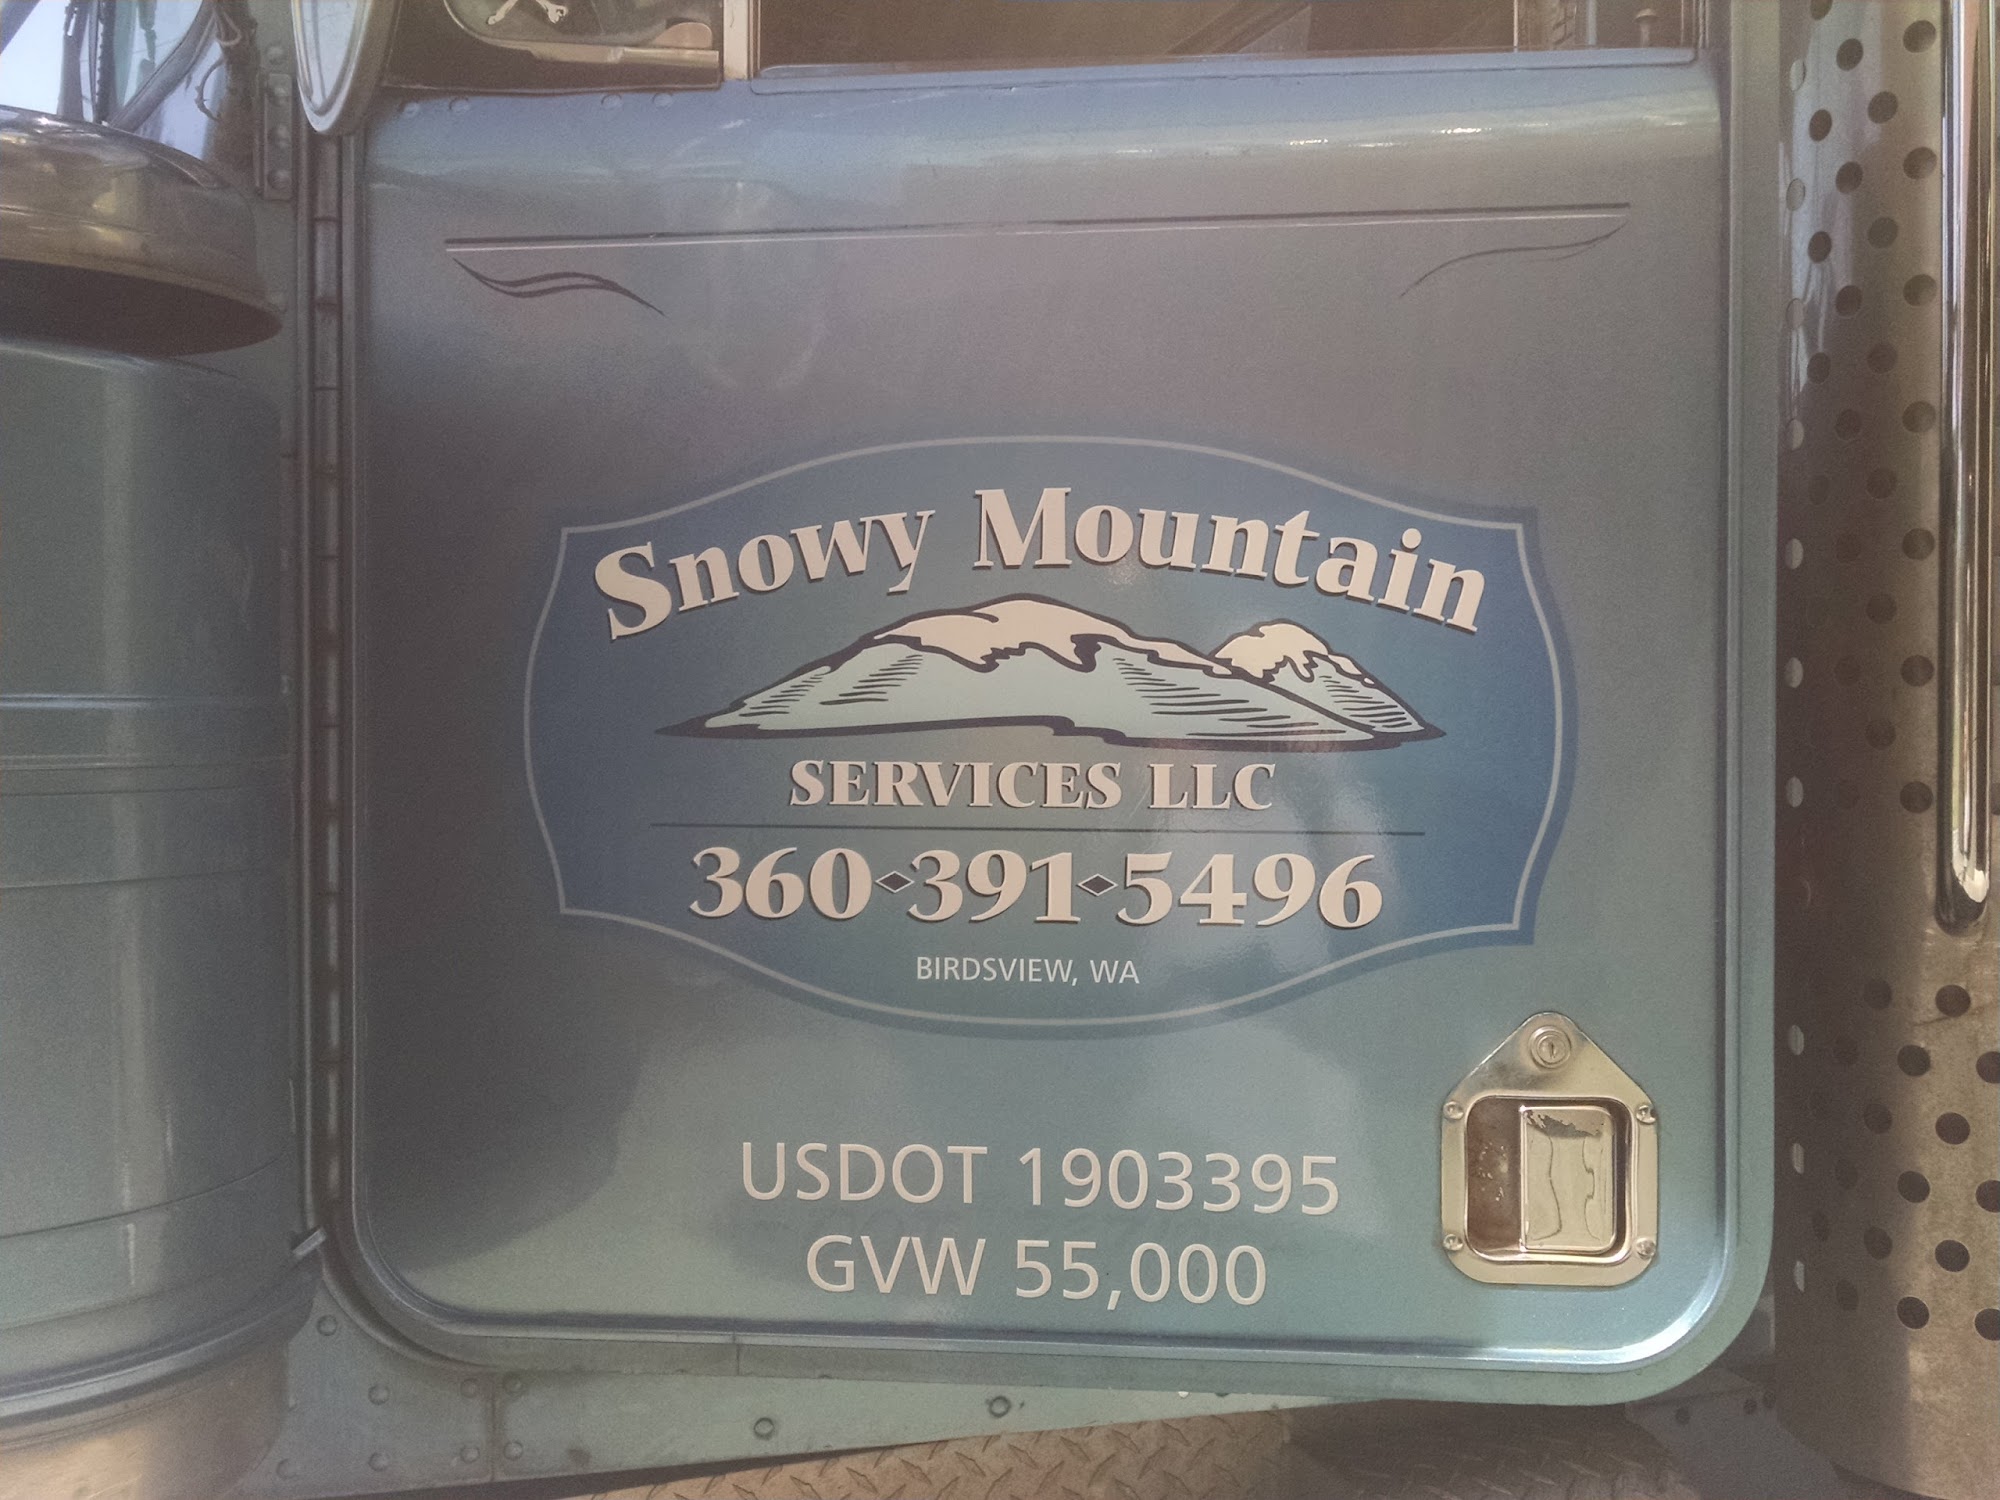 Snowy Mountain
SERVICES LLC
360◆391◆5496
BIRDSVIEW, WA
USDOT 1903395
GVW 55,000